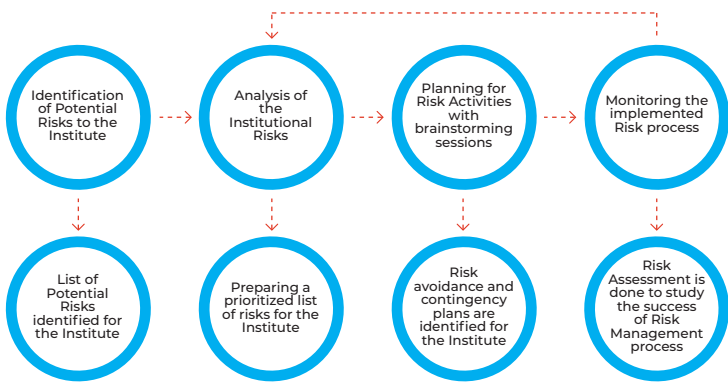 Identification
of Potential
Risks to the
Institute
Analysis of
the
Institutional
Risks
Planning for
Risk Activities
with
brainstorming
sessions
Monitoring the
implemented
Risk process
List of
Potential
Risks
identified for
the Institute
Preparing a
prioritized list
of risks for the
Institute
Risk
avoidance and
contingency
plans are
identified for
the Institute
Risk
Assessment is
done to study
the success
of Risk
Management
process